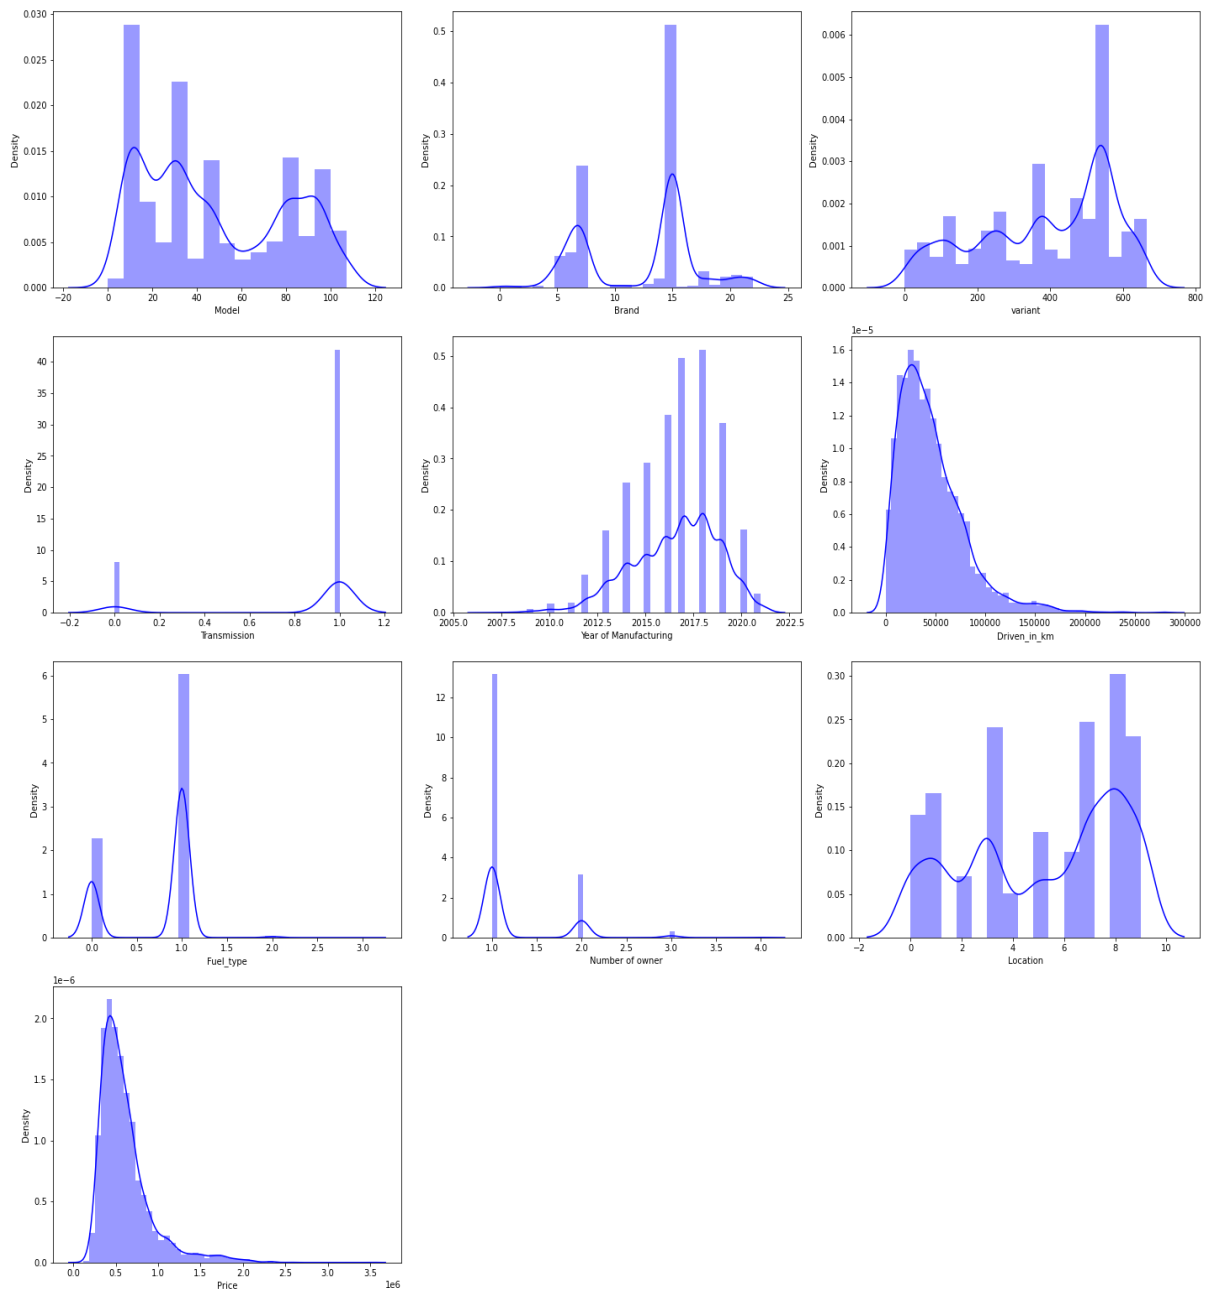 0.030
0.025
0.020
0.015
0.010
0.005
0.000
Density
−20 0 20 40 60 80 100 120
Model
0.5
0.4
0.3
0.2
0.1
0.0
Density
0 5 10 15 20 25
Brand
0.006
0.005
0.004
0.003
0.002
0.001
0.000
Density
0 200 400 600 800
variant
40
35
30
25
20
15
10
5
0
Density
−0.2 0.0 0.2 0.4 0.6 0.8 1.0 1.2
Transmission
0.5
0.4
0.3
0.2
0.1
0.0
Density
2005.0 2007.5 2010.0 2012.5 2015.0 2017.5 2020.0 2022.5
Year of Manufacturing
1e−5
1.6
1.4
1.2
1.0
0.8
0.6
0.4
0.2
0.0
Density
0 50000 100000 150000 200000 250000 300000
Driven_in_km
6
5
4
3
2
1
0
Density
0.0 0.5 1.0 1.5 2.0 2.5 3.0
Fuel_type
12
10
8
6
4
2
0
Density
1.0 1.5 2.0 2.5 3.0 3.5 4.0
Number of owner
0.30
0.25
0.20
0.15
0.10
0.05
0.00
Density
−2 0 2 4 6 8 10
Location
1e−6
2.0
1.5
1.0
0.5
0.0
Density
0.0 0.5 1.0 1.5 2.0 2.5 3.0 3.5
Price
1e6